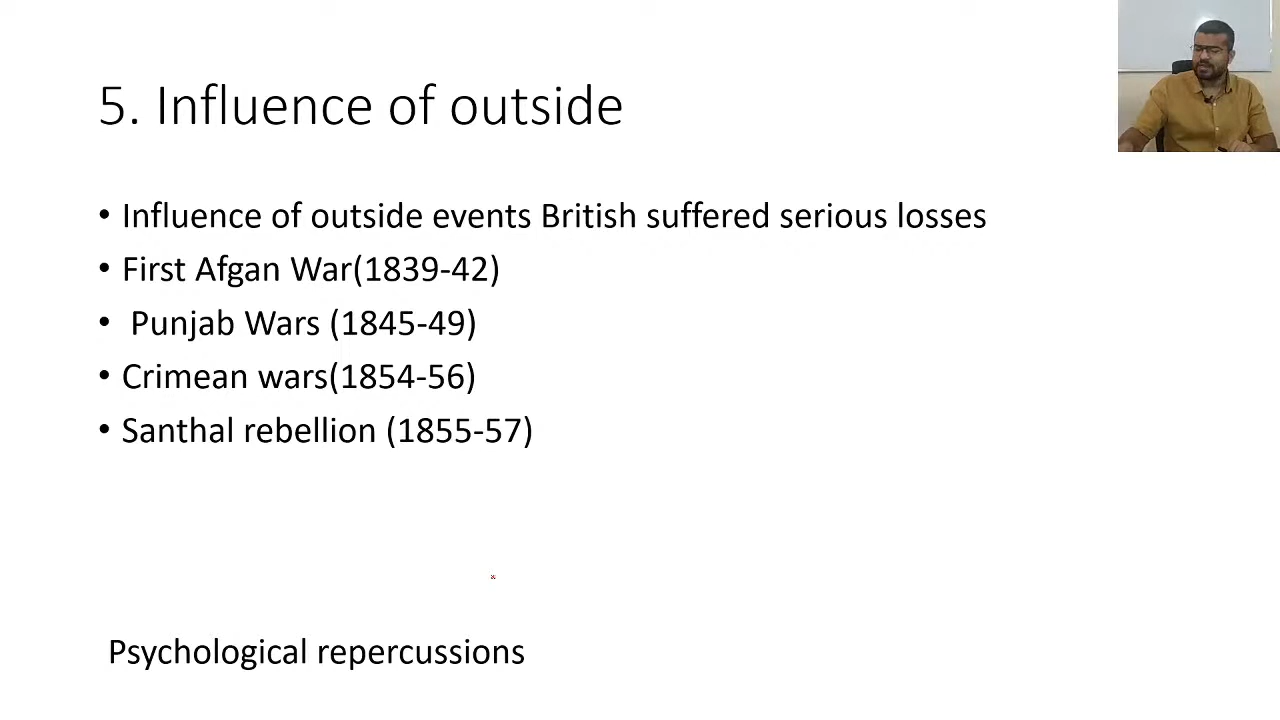 5. Influence of outside
• Influence of outside events British suffered serious losses
• First Afgan War(1839-42)
• Punjab Wars (1845-49)
• Crimean wars(1854-56)
• Santhal rebellion (1855-57)
Psychological repercussions